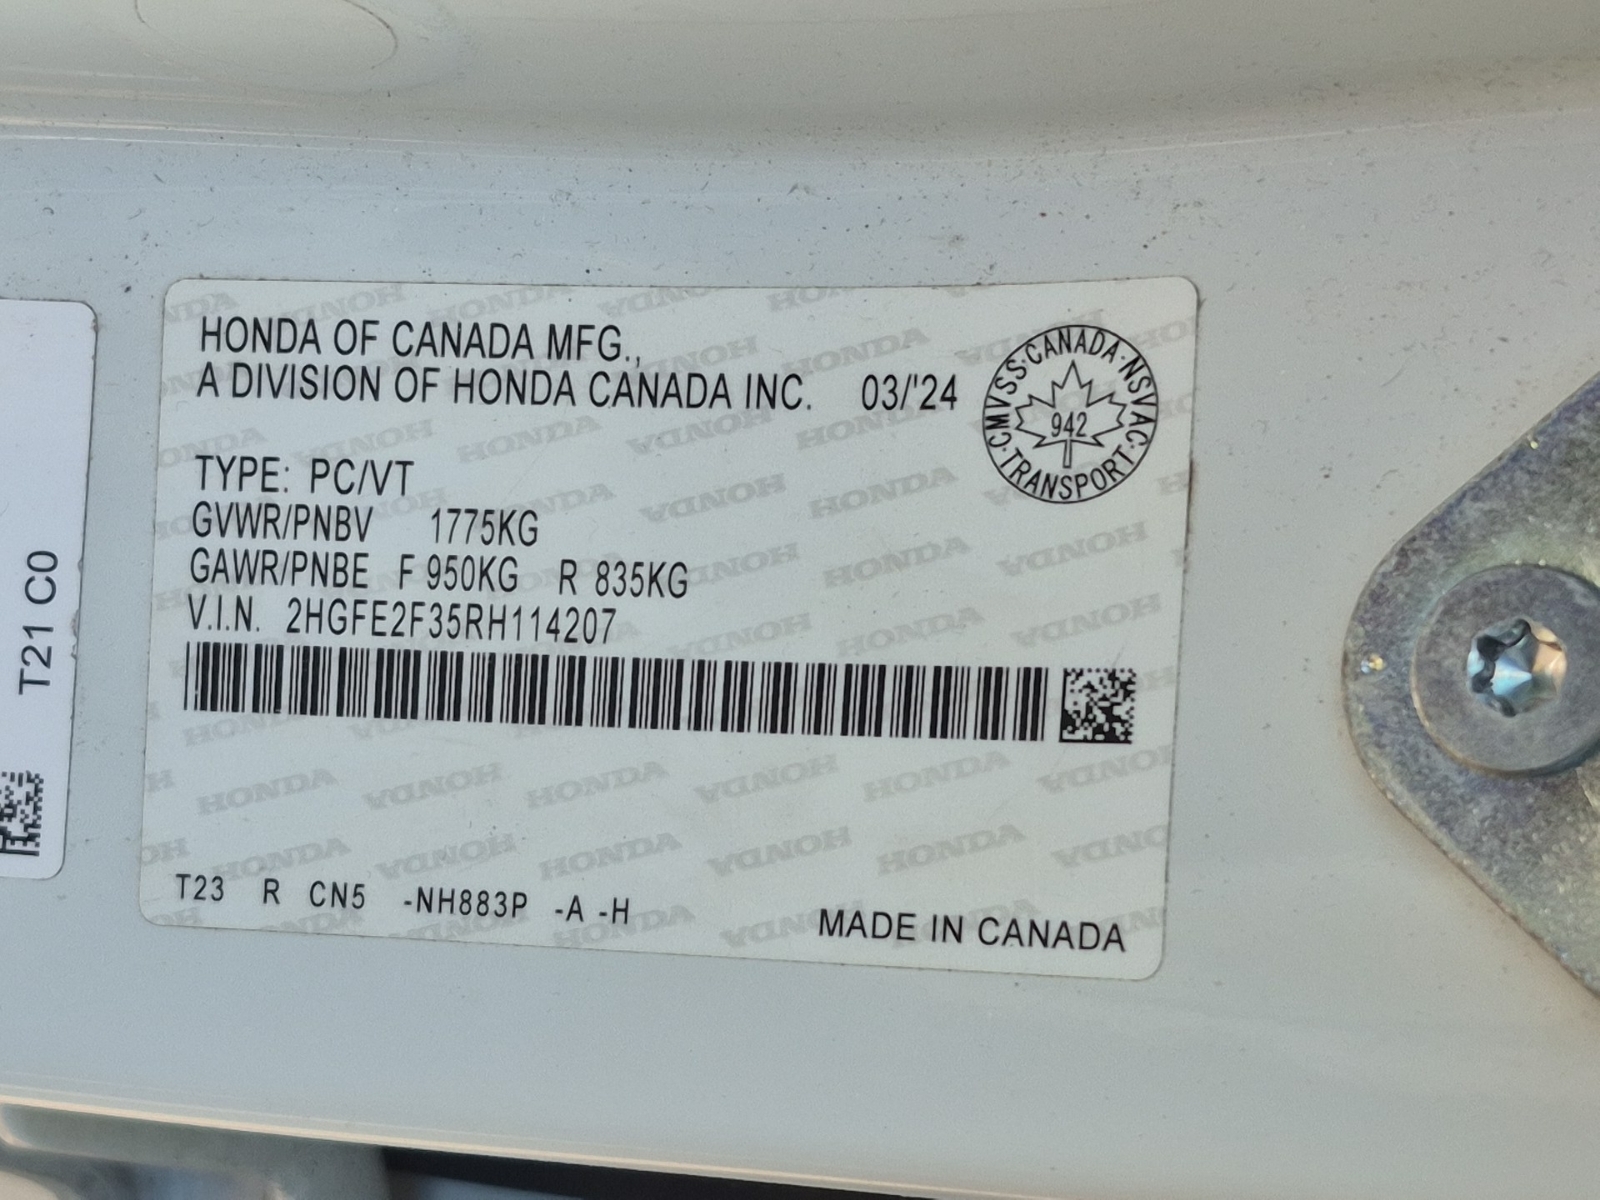 HONDA OF CANADA MFG.,
A DIVISION OF HONDA CANADA INC. 03/'24
CMVSS·CANADA·NSVAC·TRANSPORT·
942
TYPE: PC/VT
GVWR/PNBV 1775KG
GAWR/PNBE F 950KG R 835KG
V.I.N. 2HGFE2F35RH114207
T23 R CN5 -NH883P -A -H
MADE IN CANADA
T21 C0
HONDA